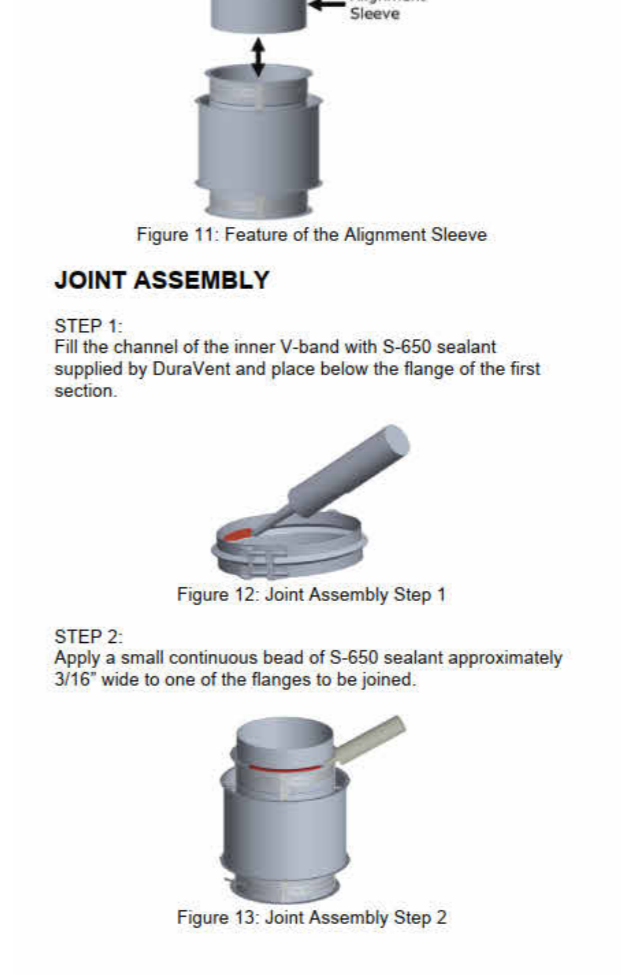 Sleeve
Figure 11: Feature of the Alignment Sleeve
JOINT ASSEMBLY
STEP 1:
Fill the channel of the inner V-band with S-650 sealant
supplied by DuraVent and place below the flange of the first
section.
Figure 12: Joint Assembly Step 1
STEP 2:
Apply a small continuous bead of S-650 sealant approximately
3/16” wide to one of the flanges to be joined.
Figure 13: Joint Assembly Step 2